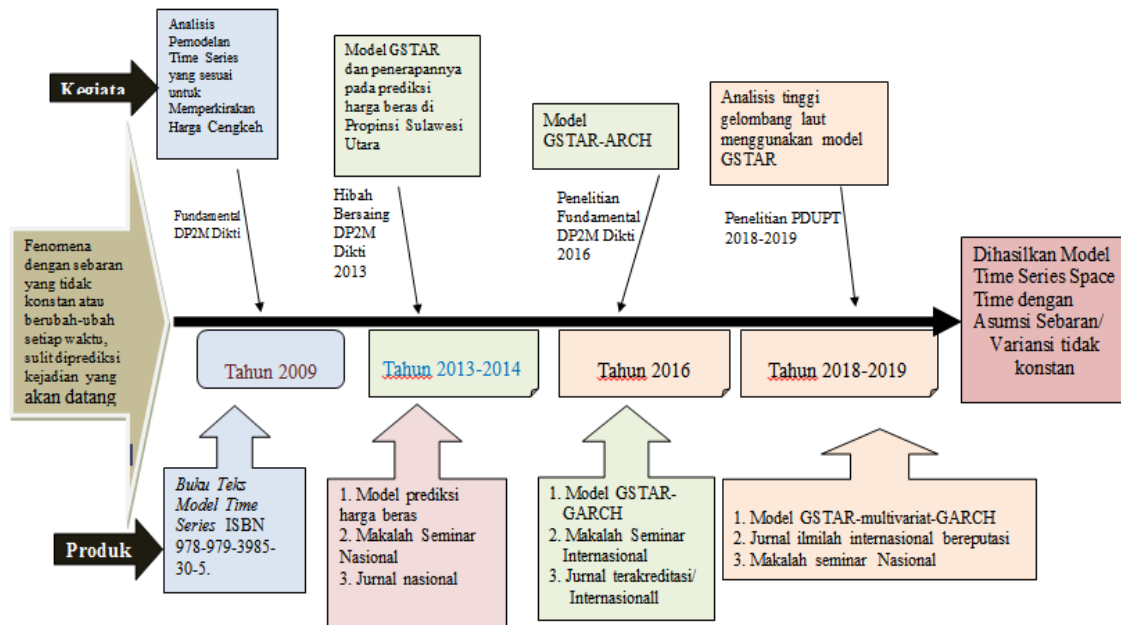 Analisis
Pemodelan
Time Series
yang sesuai
untuk
Memperkirakan
Harga Cengkeh
Model GSTAR
dan penerapannya
pada prediksi
harga beras di
Propinsi Sulawesi
Utara
Model
GSTAR-ARCH
Analisis tinggi
gelombang laut
menggunakan model
GSTAR
Kegiata
Fundamental
DP2M Dikti
Hibah
Bersaing
DP2M
Dikti
2013
Penelitian
Fundamental
DP2M Dikti
2016
Penelitian PDUPT
2018-2019
Fenomena
dengan sebaran
yang tidak
konstan atau
berubah-ubah
setiap waktu,
sulit diprediksi
kejadian yang
akan datang
Dihasilkan Model
Time Series Space
Time dengan
Asumsi Sebaran/
Variansi tidak
konstan
Tahun 2009
Tahun 2013-2014
Tahun 2016
Tahun 2018-2019
Produk
Buku Teks
Model Time
Series ISBN
978-979-3985-
30-5.
1. Model prediksi
harga beras
2. Makalah Seminar
Nasional
3. Jurnal nasional
1. Model GSTAR-
GARCH
2. Makalah Seminar
Internasional
3. Jurnal terakreditasi/
Internasionall
1. Model GSTAR-multivariat-GARCH
2. Jurnal ilmilah internasional bereputasi
3. Makalah seminar Nasional